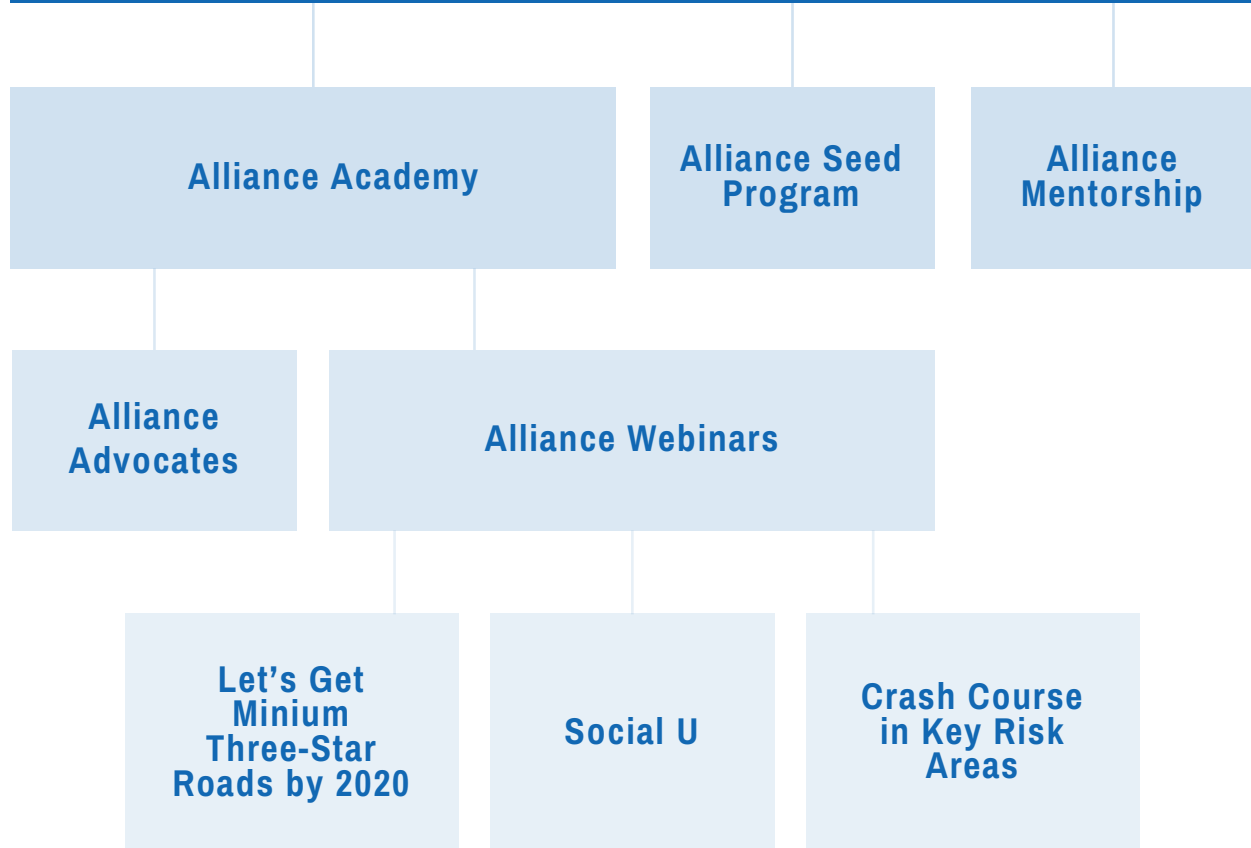 Alliance Academy
Alliance Seed
Program
Alliance
Mentorship
Alliance
Advocates
Alliance Webinars
Let’s Get
Minium
Three-Star
Roads by 2020
Social U
Crash Course
in Key Risk
Areas